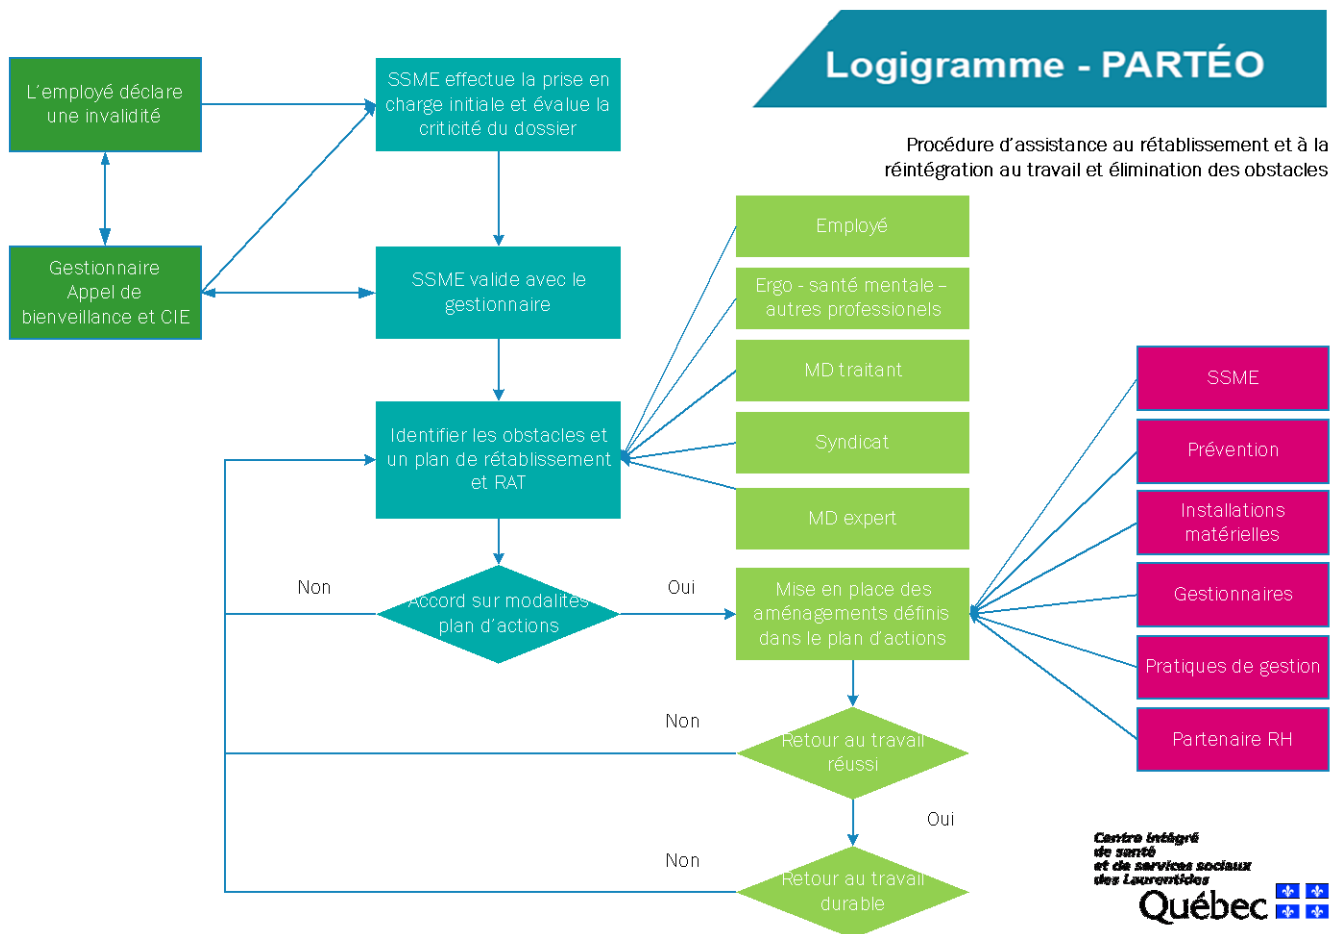 Logigramme - PARTÉO
Procédure d'assistance au rétablissement et à la
réintégration au travail et élimination des obstacles
L'employé déclare
une invalidité
SSME effectue la prise en
charge initiale et évalue la
criticité du dossier
Gestionnaire
Appel de
bienveillance et CIE
SSME valide avec le
gestionnaire
Identifier les obstacles et
un plan de rétablissement
et RAT
Employé
Ergo - santé mentale –
autres professionels
MD traitant
Syndicat
MD expert
Non
Accord sur modalités
plan d'actions
Oui
Mise en place des
aménagements définis
dans le plan d'actions
SSME
Prévention
Installations
matérielles
Gestionnaires
Pratiques de gestion
Partenaire RH
Non
Retour au travail
réussi
Oui
Non
Retour au travail
durable
Centre intégré
de santé
et de services sociaux
des Laurentides
Québec